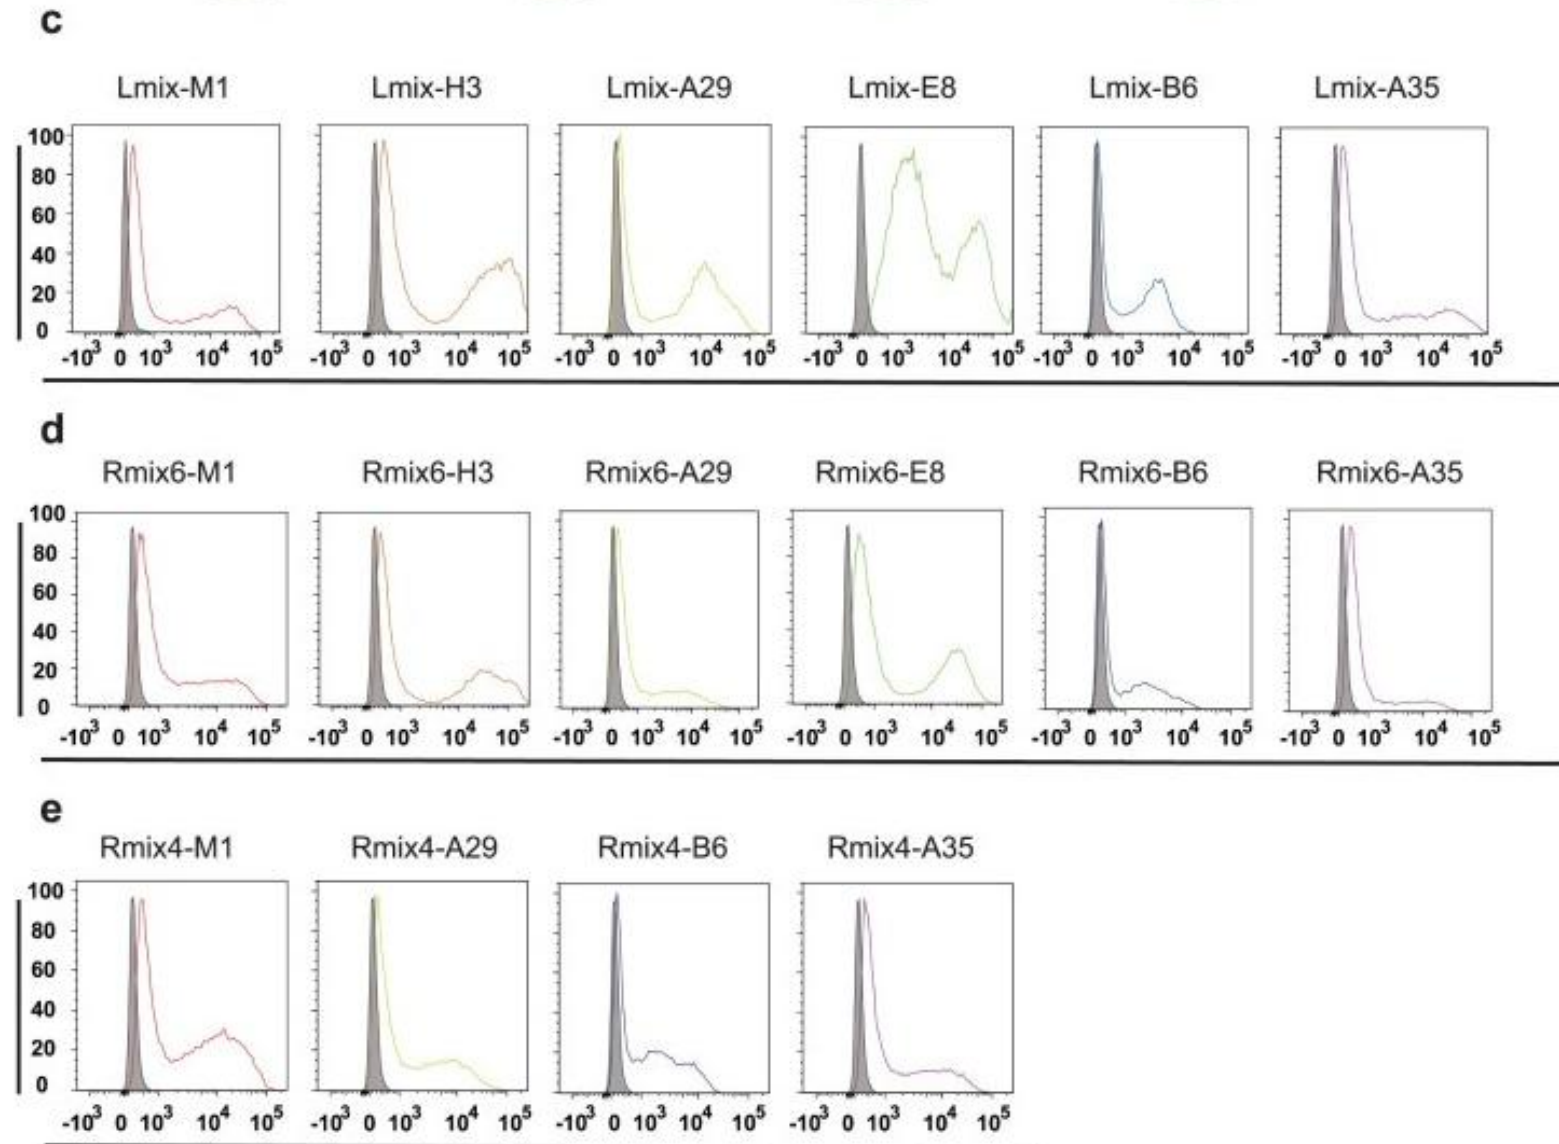 c
Lmix-M1 Lmix-H3 Lmix-A29 Lmix-E8 Lmix-B6 Lmix-A35
100
80
60
40
20
0
-10³ 0 10³ 10⁴ 10⁵ -10³ 0 10³ 10⁴ 10⁵ -10³ 0 10³ 10⁴ 10⁵ -10³ 0 10³ 10⁴ 10⁵ -10³ 0 10³ 10⁴ 10⁵ -10³ 0 10³ 10⁴ 10⁵
d
Rmix6-M1 Rmix6-H3 Rmix6-A29 Rmix6-E8 Rmix6-B6 Rmix6-A35
100
80
60
40
20
0
-10³ 0 10³ 10⁴ 10⁵ -10³ 0 10³ 10⁴ 10⁵ -10³ 0 10³ 10⁴ 10⁵ -10³ 0 10³ 10⁴ 10⁵ -10³ 0 10³ 10⁴ 10⁵ -10³ 0 10³ 10⁴ 10⁵
e
Rmix4-M1 Rmix4-A29 Rmix4-B6 Rmix4-A35
100
80
60
40
20
0
-10³ 0 10³ 10⁴ 10⁵ -10³ 0 10³ 10⁴ 10⁵ -10³ 0 10³ 10⁴ 10⁵ -10³ 0 10³ 10⁴ 10⁵